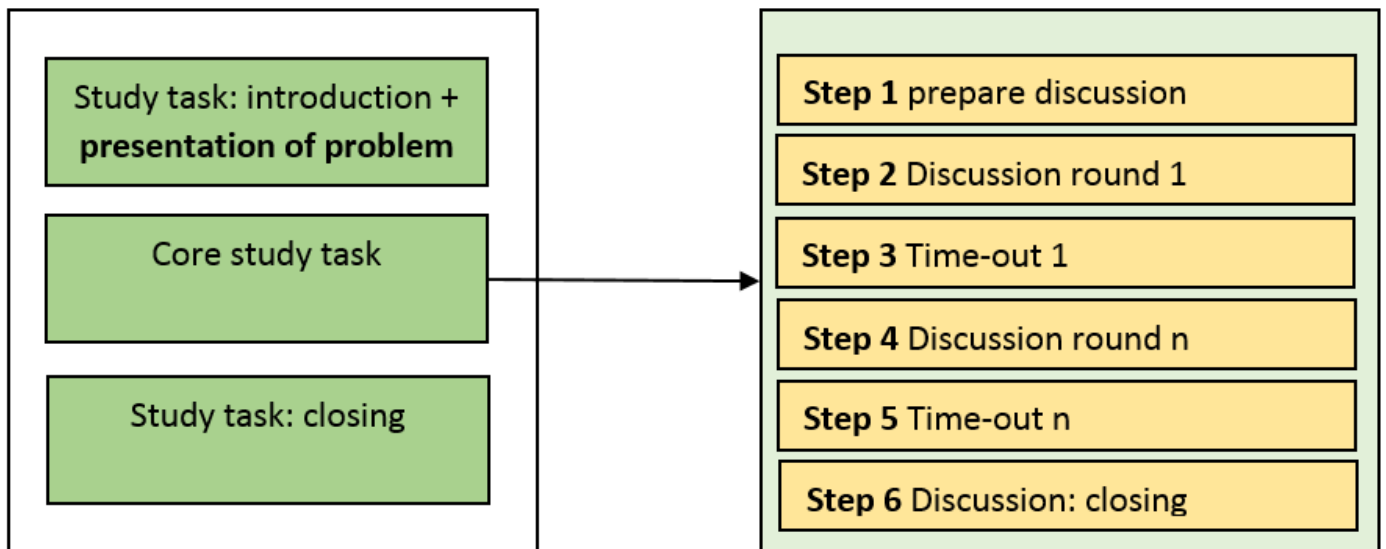 Study task: introduction +
presentation of problem
Core study task
Study task: closing
Step 1 prepare discussion
Step 2 Discussion round 1
Step 3 Time-out 1
Step 4 Discussion round n
Step 5 Time-out n
Step 6 Discussion: closing